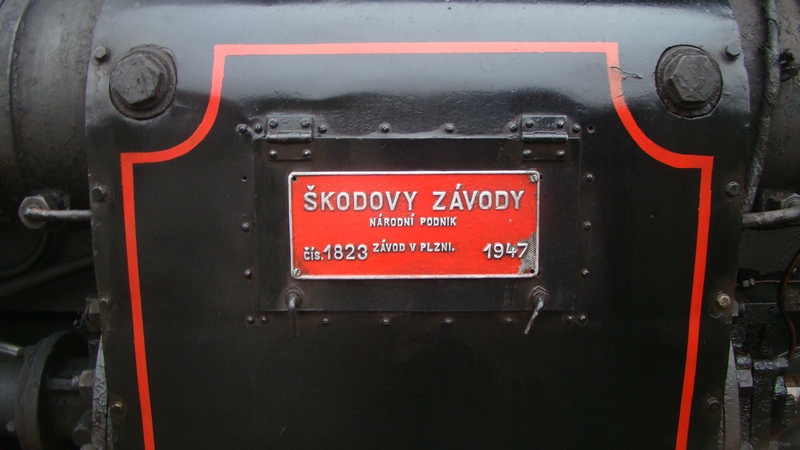 ŠKODOVY ZÁVODY
NÁRODNÍ PODNIK
čís. 1823 ZÁVOD V PLZNI. 1947